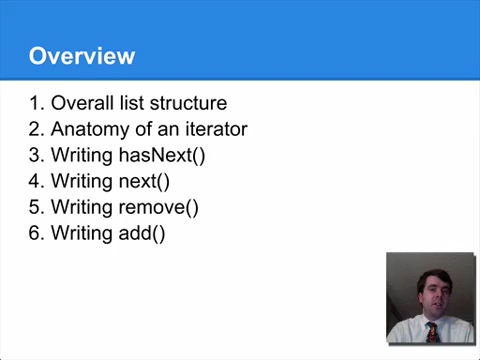 Overview
1. Overall list structure
2. Anatomy of an iterator
3. Writing hasNext()
4. Writing next()
5. Writing remove()
6. Writing add()